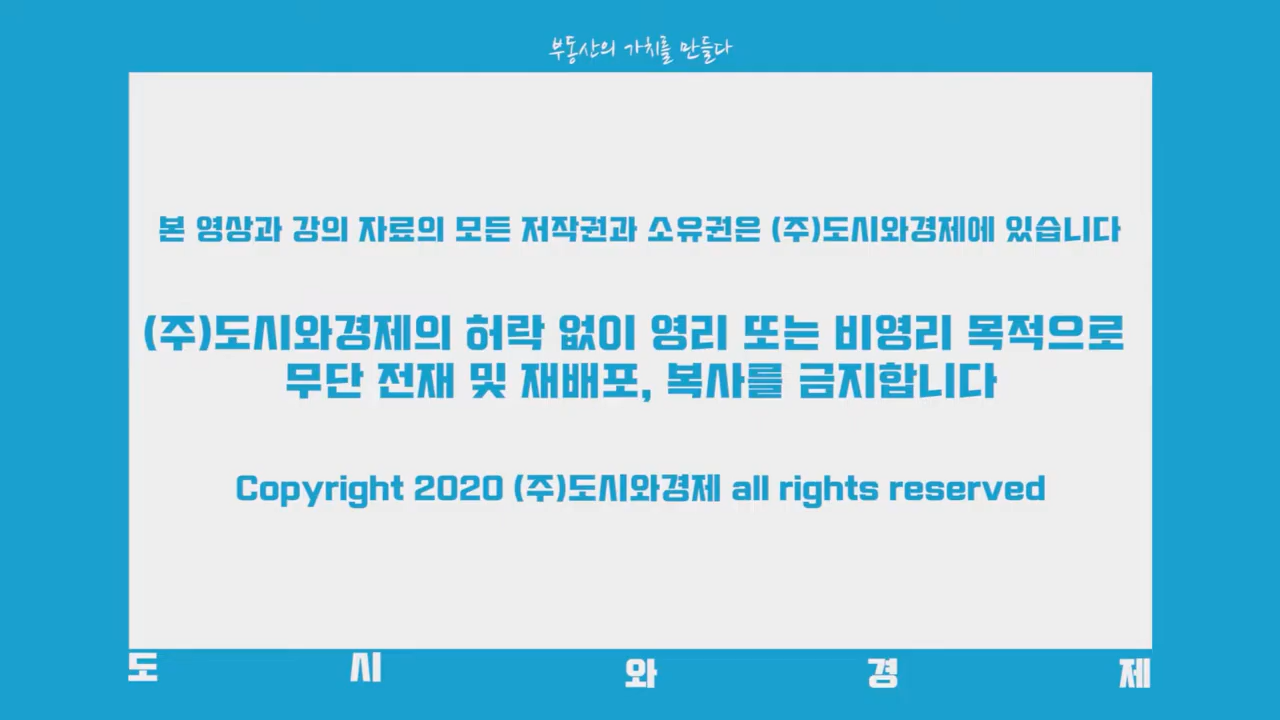 부동산의 가치를 만들다
본 영상과 강의 자료의 모든 저작권과 소유권은 (주)도시와경제에 있습니다
(주)도시와경제의 허락 없이 영리 또는 비영리 목적으로
무단 전재 및 재배포, 복사를 금지합니다
Copyright 2020 (주)도시와경제 all rights reserved
도 시 와 경 제